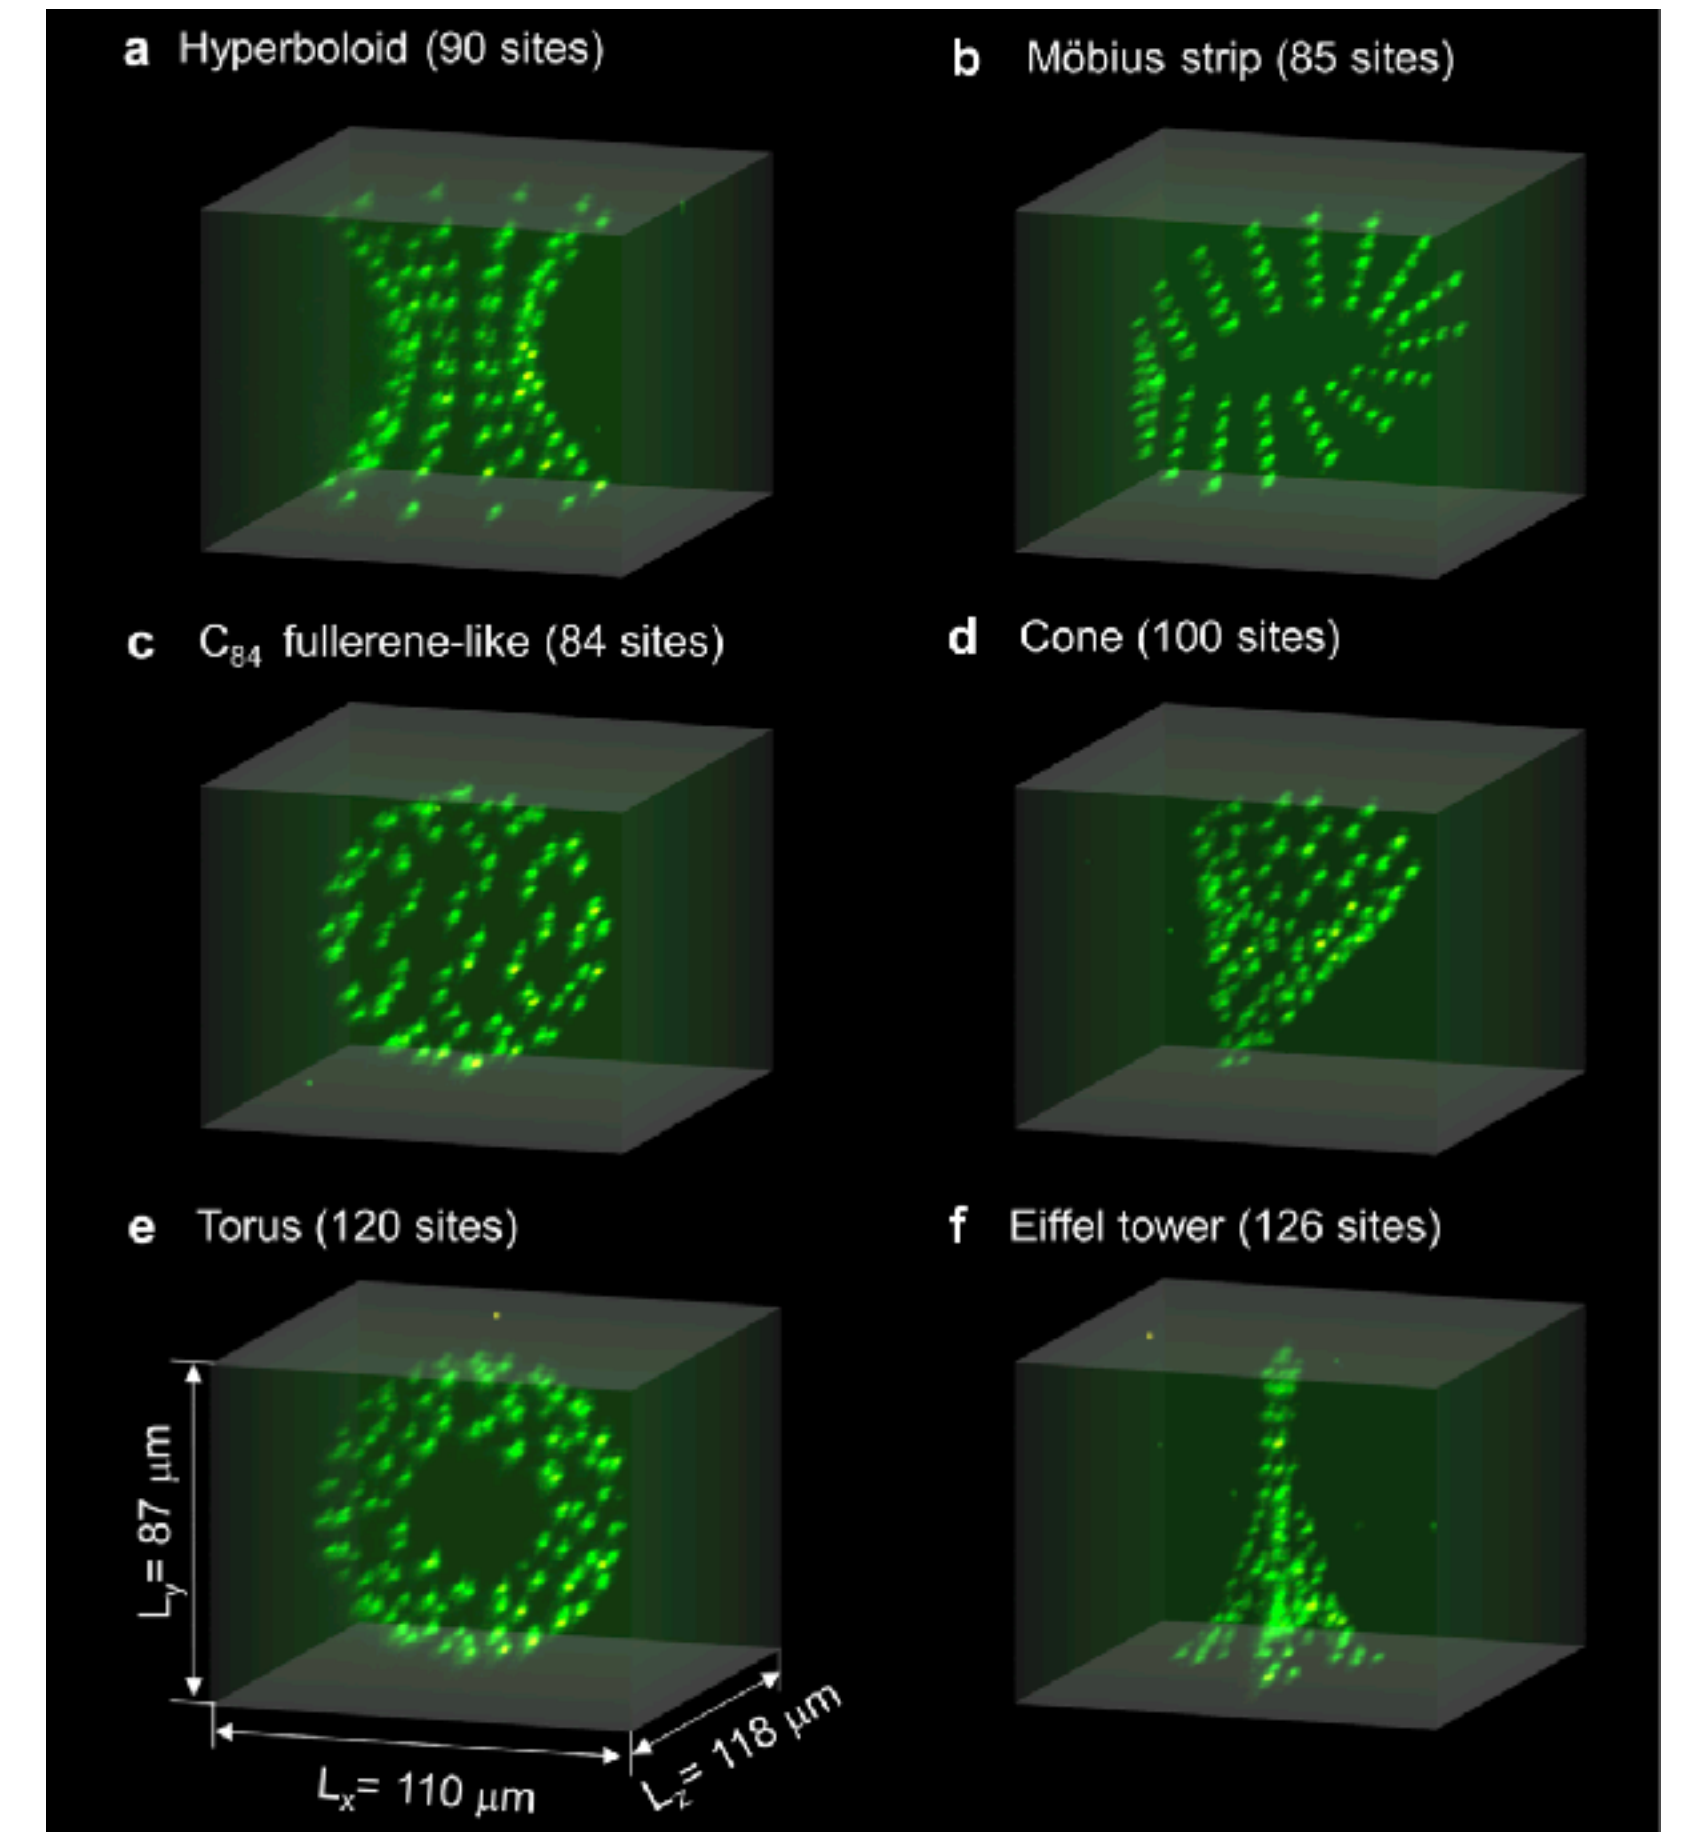 a Hyperboloid (90 sites)
b Möbius strip (85 sites)
c C₈₄ fullerene-like (84 sites)
d Cone (100 sites)
e Torus (120 sites)
f Eiffel tower (126 sites)
Ly= 87 μm
Lx= 110 μm
Lz= 118 μm